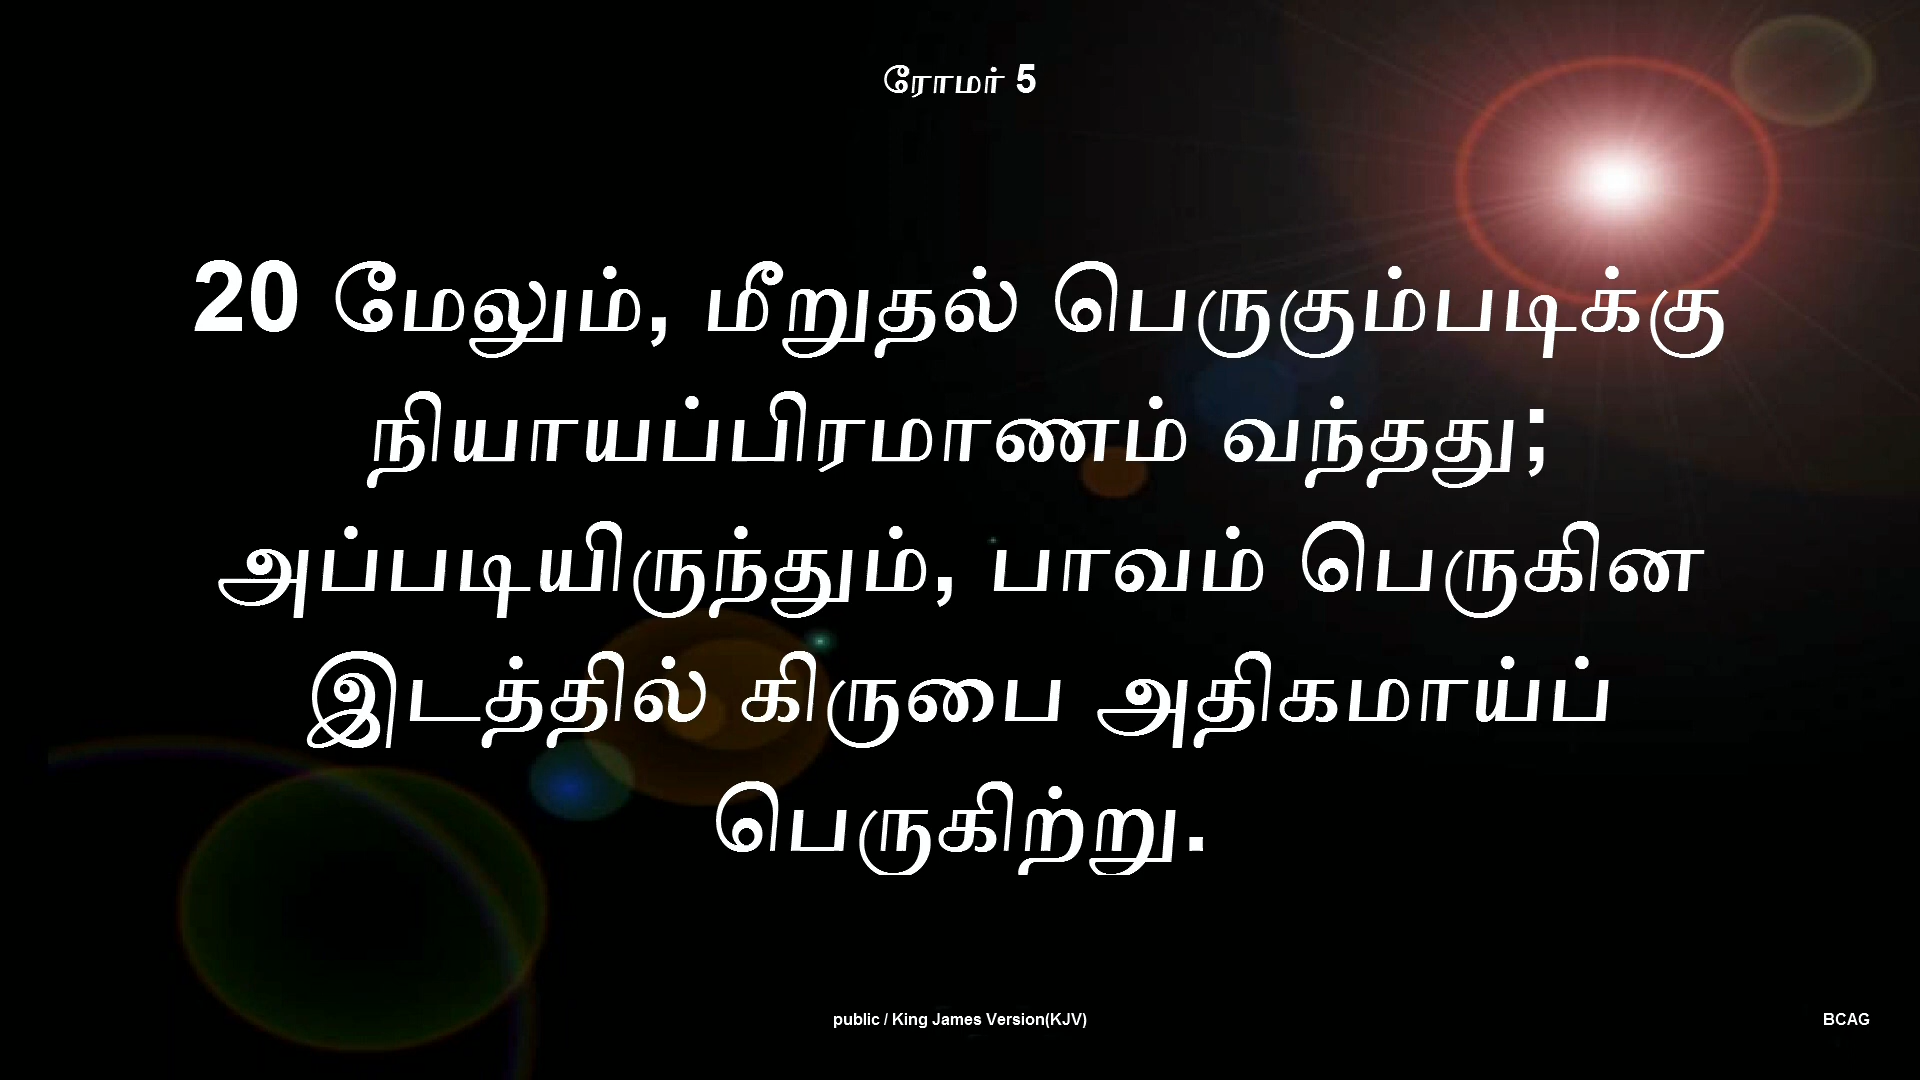 ரோமர் 5
20 மேலும், மீறுதல் பெருகும்படிக்கு
நியாயப்பிரமாணம் வந்தது;
அப்படியிருந்தும், பாவம் பெருகின
இடத்தில் கிருபை அதிகமாய்ப்
பெருகிற்று.
public / King James Version(KJV)
BCAG